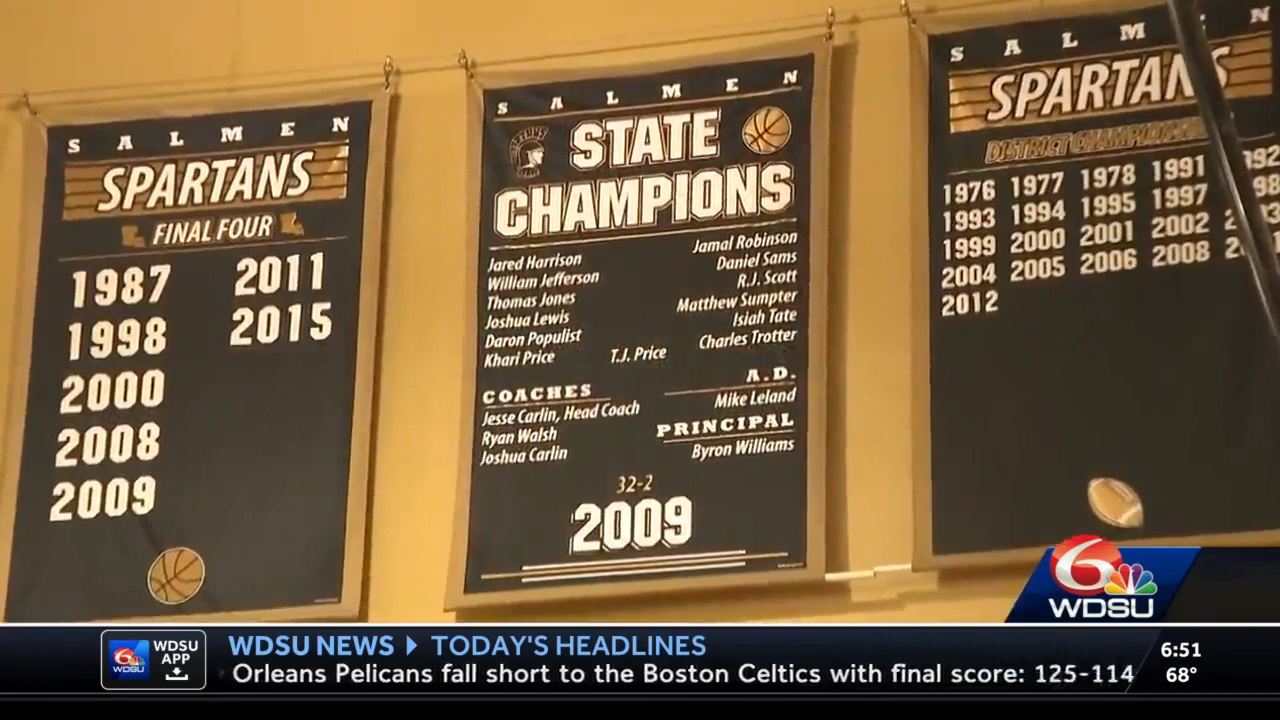 SALMEN
SPARTANS
FINAL FOUR
1987 2011
1998 2015
2000
2008
2009
SALMEN
STATE
CHAMPIONS
Jared Harrison
William Jefferson
Thomas Jones
Joshua Lewis
Daron Populist
Khari Price
T.J. Price
Jamal Robinson
Daniel Sams
R.J. Scott
Matthew Sumpter
Isiah Tate
Charles Trotter
COACHES
Jesse Carlin, Head Coach
Ryan Walsh
Joshua Carlin
A.D.
Mike Leland
PRINCIPAL
Byron Williams
32-2
2009
SALMEN
SPARTANS
1976 1977 1978 1991
1993 1994 1995 1997
1999 2000 2001 2002
2004 2005 2006 2008
2012
6
WDSU
6
WDSU
WDSU
APP
WDSU NEWS TODAY'S HEADLINES
Orleans Pelicans fall short to the Boston Celtics with final score: 125-114
6:51
68°